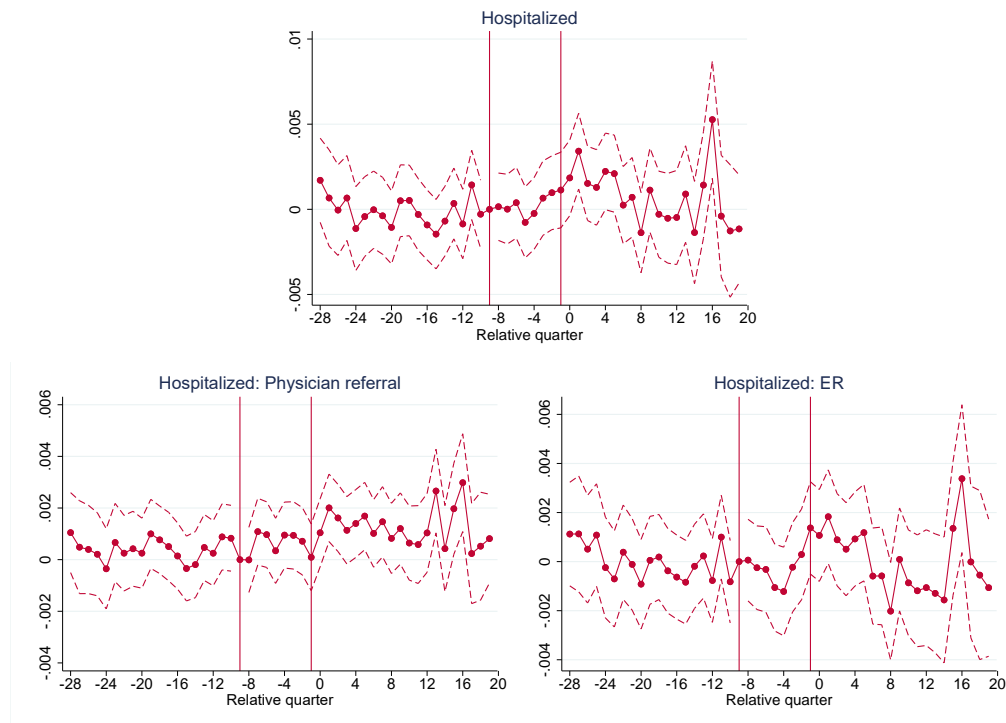 Hospitalized
.01
.005
0
-.005
-28 -24 -20 -16 -12 -8 -4 0 4 8 12 16 20
Relative quarter
Hospitalized: Physician referral
.006
.004
.002
0
-.002
-.004
-28 -24 -20 -16 -12 -8 -4 0 4 8 12 16 20
Relative quarter
Hospitalized: ER
.006
.004
.002
0
-.002
-.004
-28 -24 -20 -16 -12 -8 -4 0 4 8 12 16 20
Relative quarter